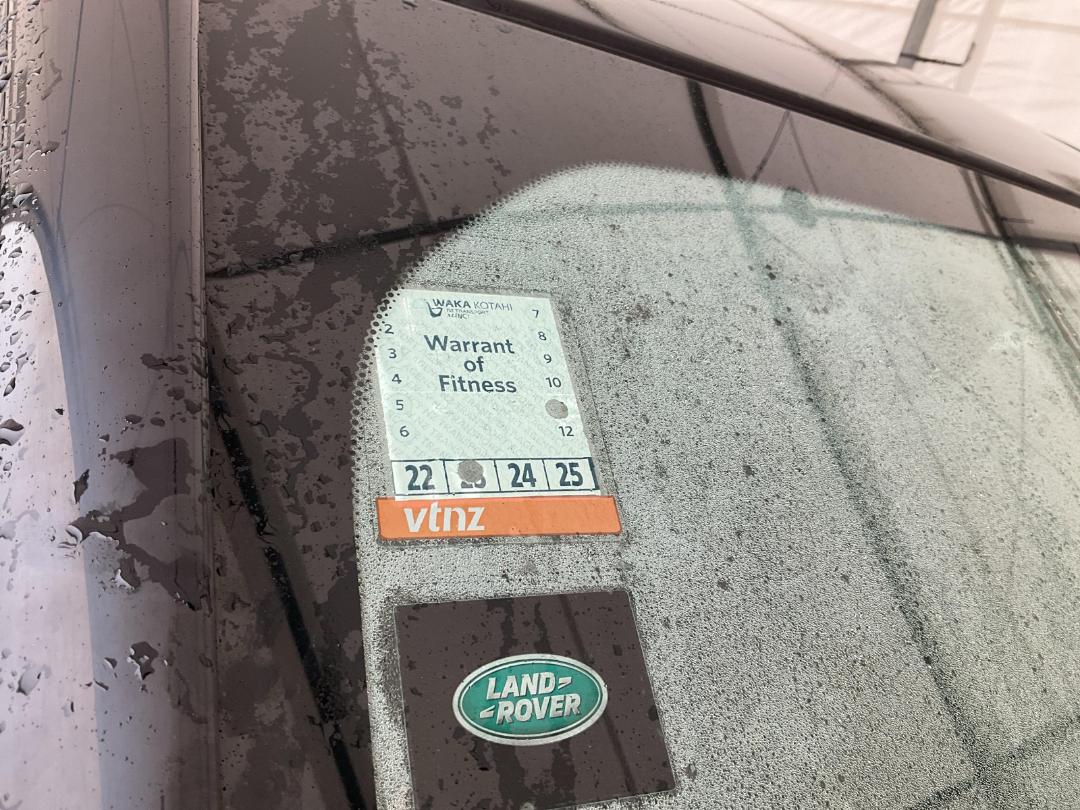 WAKA KOTAHI
NZ TRANSPORT
AGENCY
Warrant
of
Fitness
2
3
4
5
6
7
8
9
10
12
22 24 25
vtnz
LAND-
-ROVER